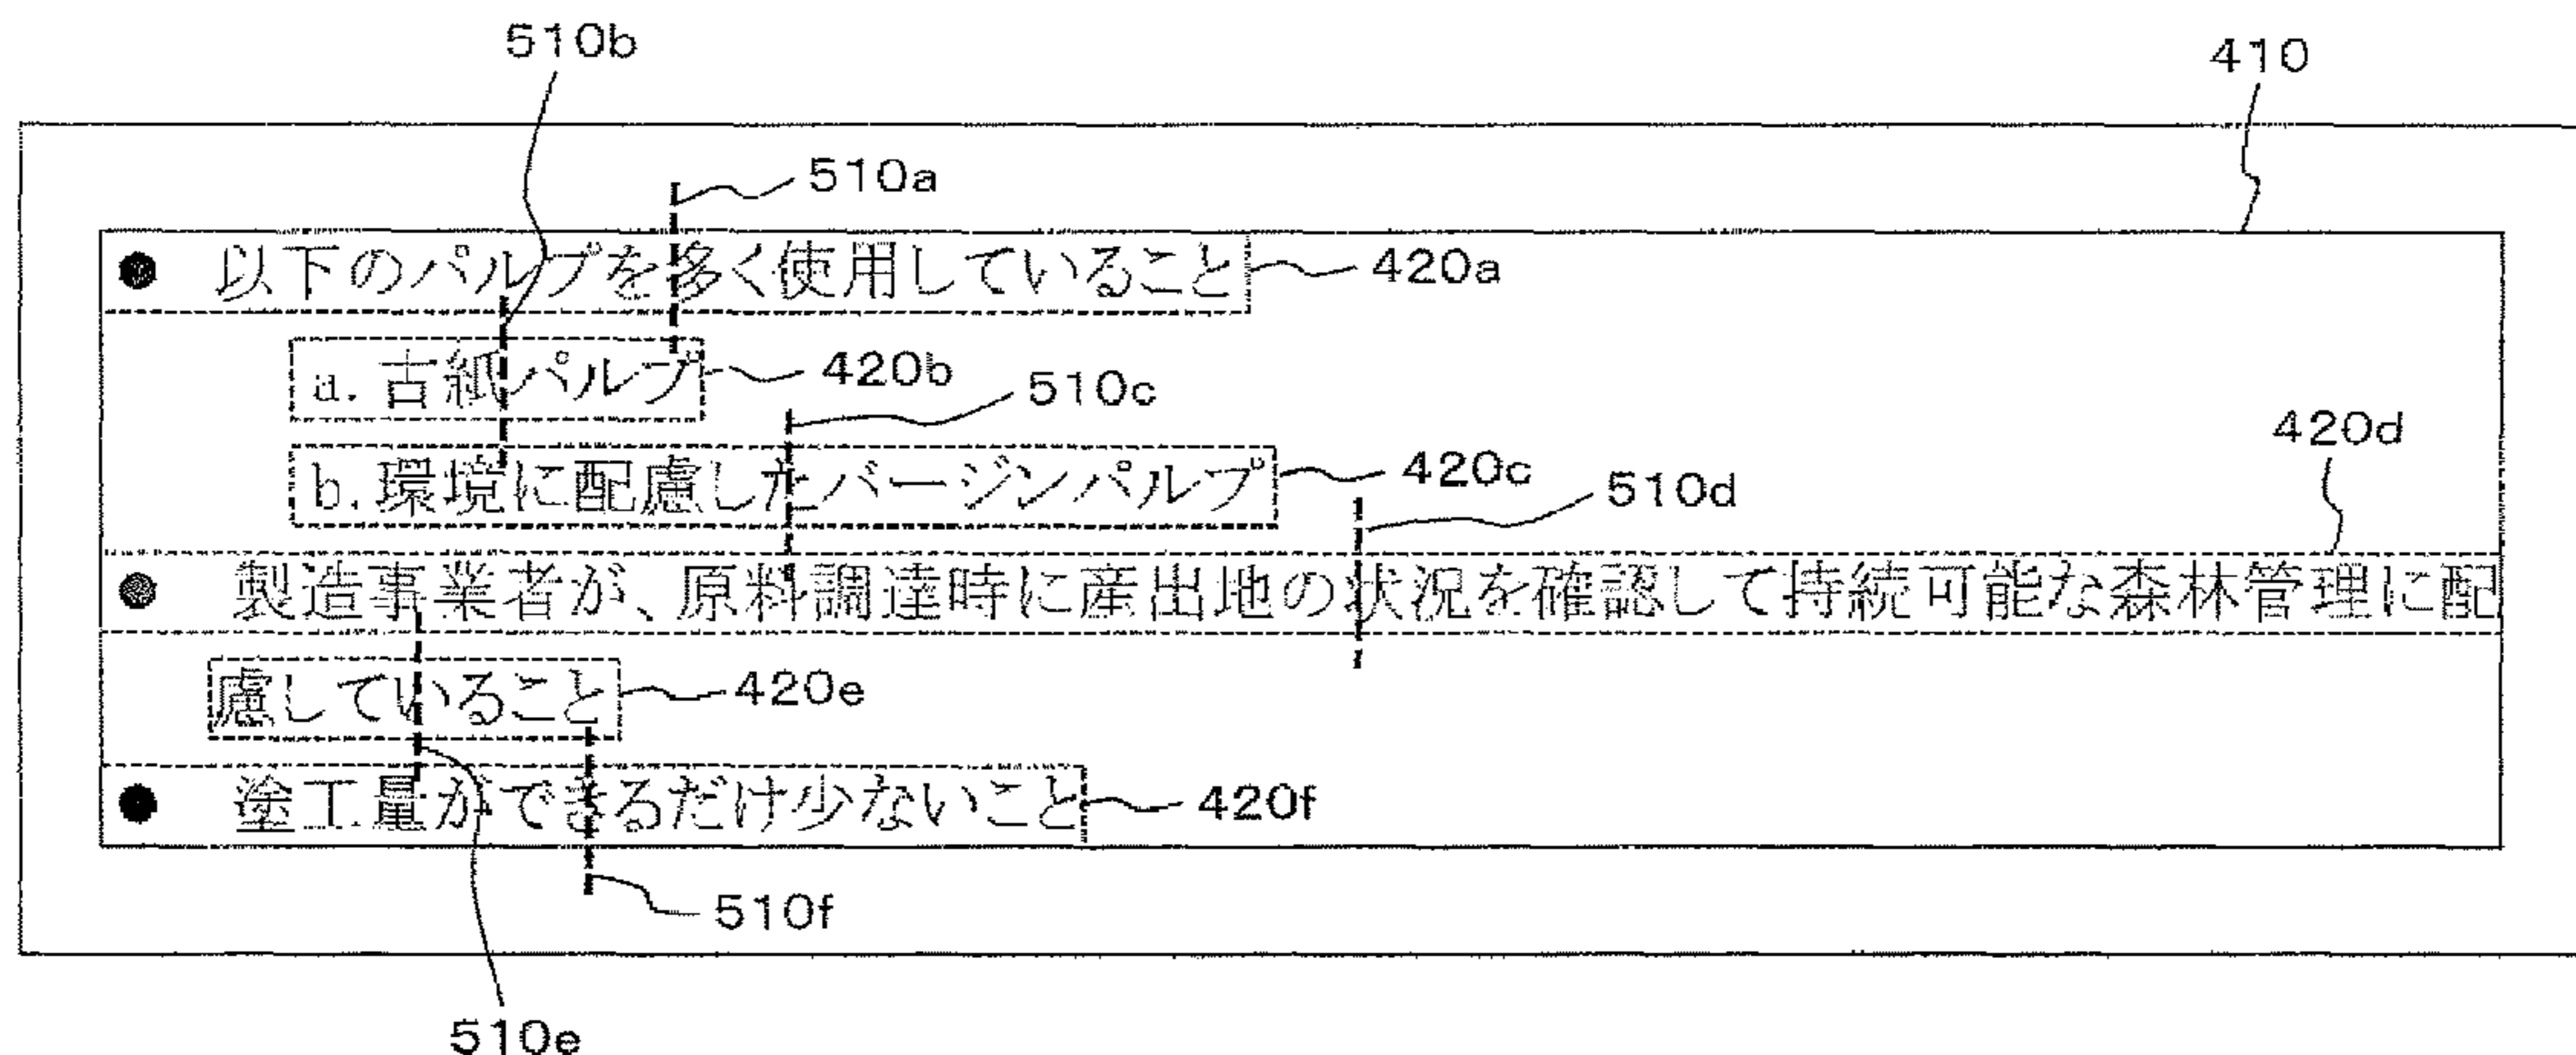 510b
410
510a
● 以下のパルプを多く使用していること 420a
a. 古紙パルプ 420b
510c
b. 環境に配慮したバージンパルプ 420c
510d
420d
● 製造事業者が、原料調達時に産出地の状況を確認して持続可能な森林管理に配
慮していること 420e
● 塗工量ができるだけ少ないこと 420f
510f
510e